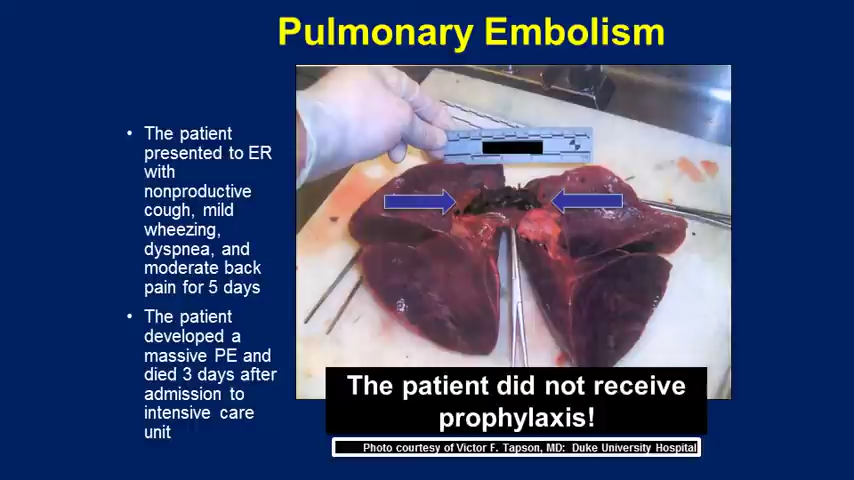 Pulmonary Embolism
• The patient
presented to ER
with
nonproductive
cough, mild
wheezing,
dyspnea, and
moderate back
pain for 5 days
• The patient
developed a
massive PE and
died 3 days after
admission to
intensive care
unit
The patient did not receive
prophylaxis!
Photo courtesy of Victor F. Tapson, MD: Duke University Hospital